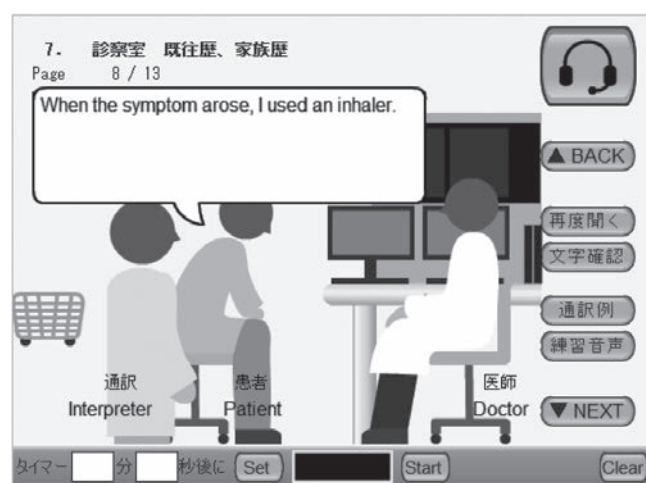 7. 診察室 既往歴、家族歴
Page 8 / 13
When the symptom arose, I used an inhaler.
▲ BACK
再度聞く
文字確認
通訳例
練習音声
▼ NEXT
通訳
Interpreter
患者
Patient
医師
Doctor
タイマー 分 秒後に Set Start Clear